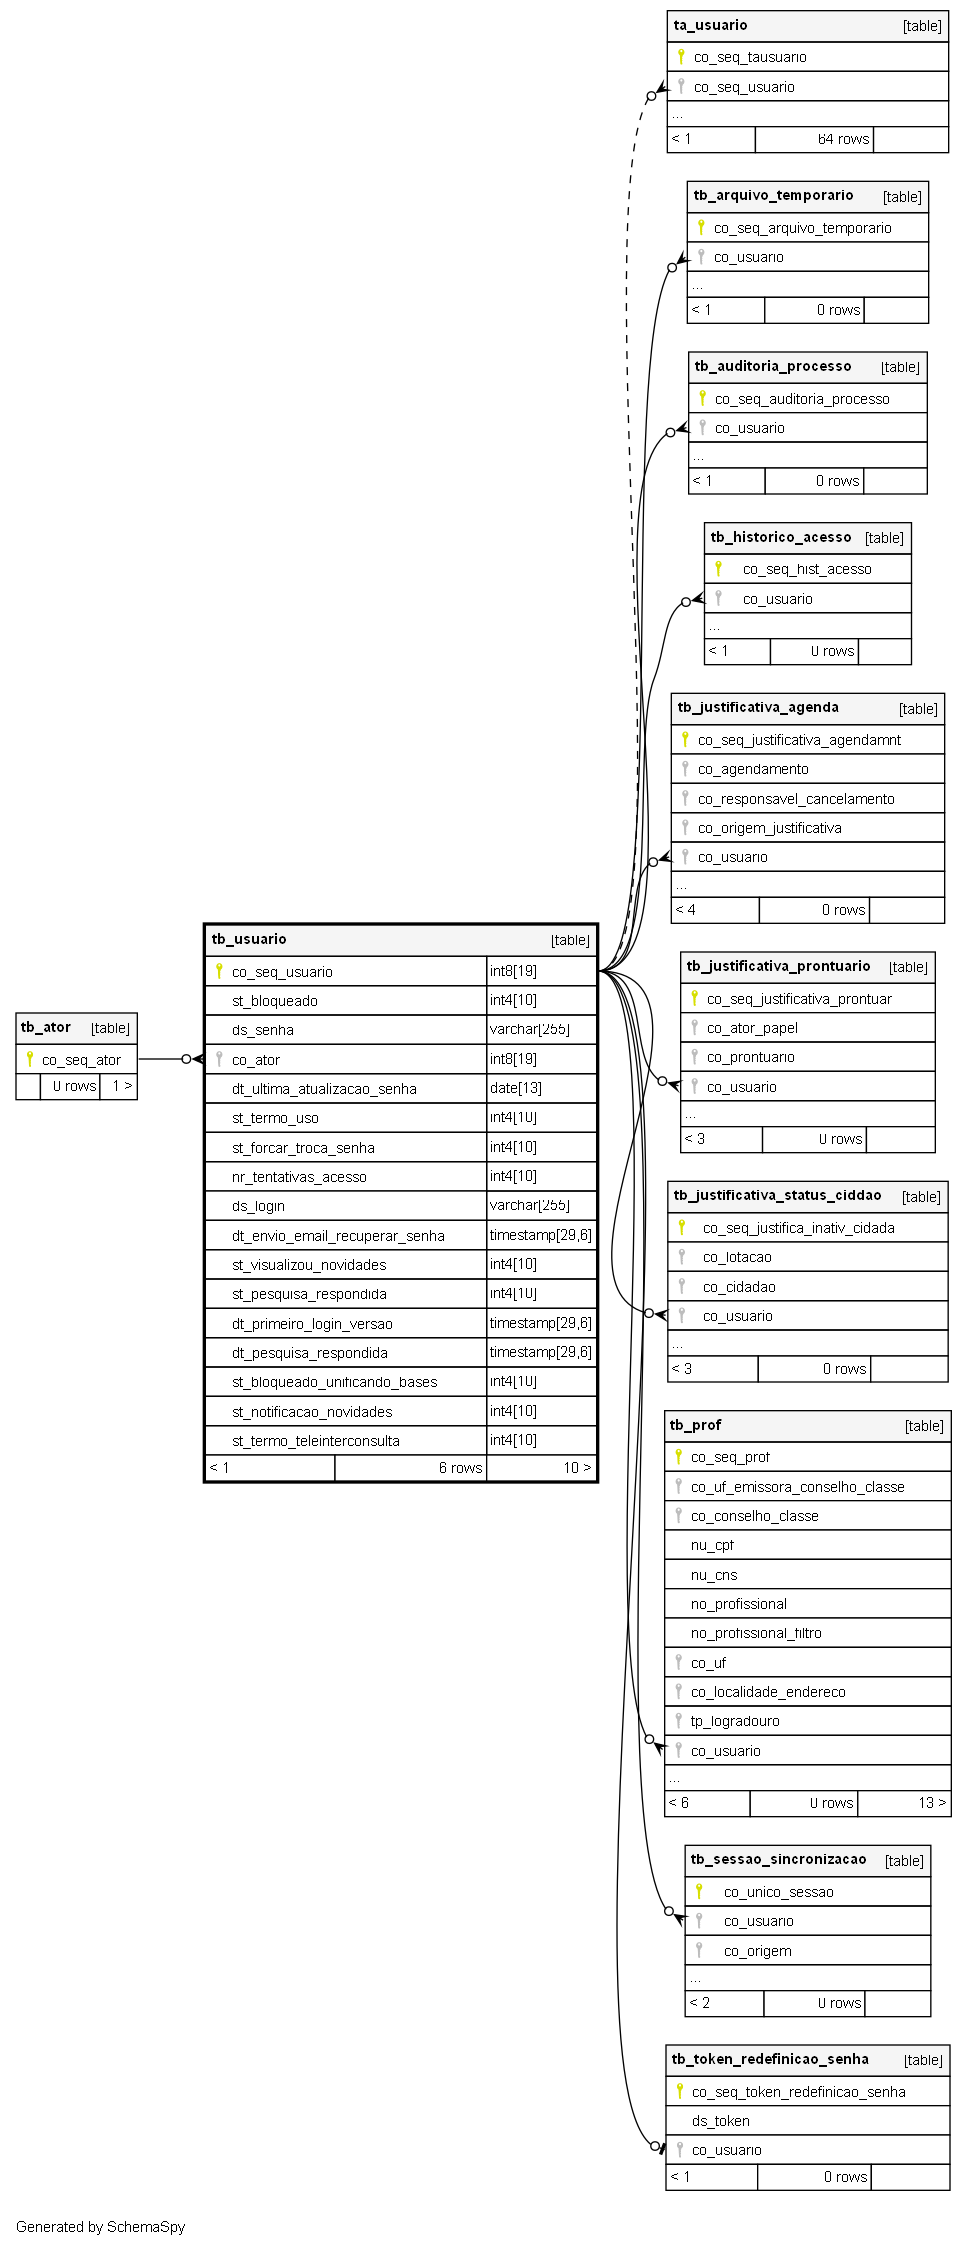 ta_usuario [table]
co_seq_tausuario
co_seq_usuario
...
< 1 64 rows
tb_arquivo_temporario [table]
co_seq_arquivo_temporario
co_usuario
...
< 1 0 rows
tb_auditoria_processo [table]
co_seq_auditoria_processo
co_usuario
...
< 1 0 rows
tb_historico_acesso [table]
co_seq_hist_acesso
co_usuario
...
< 1 0 rows
tb_justificativa_agenda [table]
co_seq_justificativa_agendamnt
co_agendamento
co_responsavel_cancelamento
co_origem_justificativa
co_usuario
...
< 4 0 rows
tb_usuario [table]
co_seq_usuario int8[19]
st_bloqueado int4[10]
ds_senha varchar[255]
co_ator int8[19]
dt_ultima_atualizacao_senha date[13]
st_termo_uso int4[10]
st_forcar_troca_senha int4[10]
nr_tentativas_acesso int4[10]
ds_login varchar[255]
dt_envio_email_recuperar_senha timestamp[29,6]
st_visualizou_novidades int4[10]
st_pesquisa_respondida int4[10]
dt_primeiro_login_versao timestamp[29,6]
dt_pesquisa_respondida timestamp[29,6]
st_bloqueado_unificando_bases int4[10]
st_notificacao_novidades int4[10]
st_termo_teleinterconsulta int4[10]
< 1 6 rows 10 >
tb_ator [table]
co_seq_ator
0 rows 1 >
tb_justificativa_prontuario [table]
co_seq_justificativa_prontuar
co_ator_papel
co_prontuario
co_usuario
...
< 3 0 rows
tb_justificativa_status_ciddao [table]
co_seq_justifica_inativ_cidada
co_lotacao
co_cidadao
co_usuario
...
< 3 0 rows
tb_prof [table]
co_seq_prof
co_uf_emissora_conselho_classe
co_conselho_classe
nu_cpf
nu_cns
no_profissional
no_profissional_filtro
co_uf
co_localidade_endereco
tp_logradouro
co_usuario
...
< 6 0 rows 13 >
tb_sessao_sincronizacao [table]
co_unico_sessao
co_usuario
co_origem
...
< 2 0 rows
tb_token_redefinicao_senha [table]
co_seq_token_redefinicao_senha
ds_token
co_usuario
< 1 0 rows
Generated by SchemaSpy